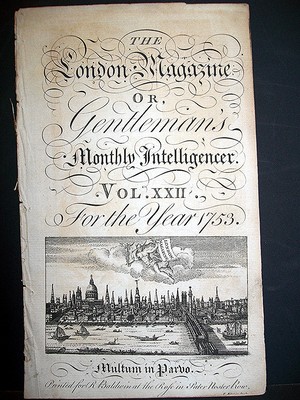 THE
London Magazine
OR,
Gentleman's
Monthly Intelligencer.
VOL. XXII
For the Year 1753.
Multum in Parvo.
Printed for R Baldwin at the Rose in Pater Noster Row.